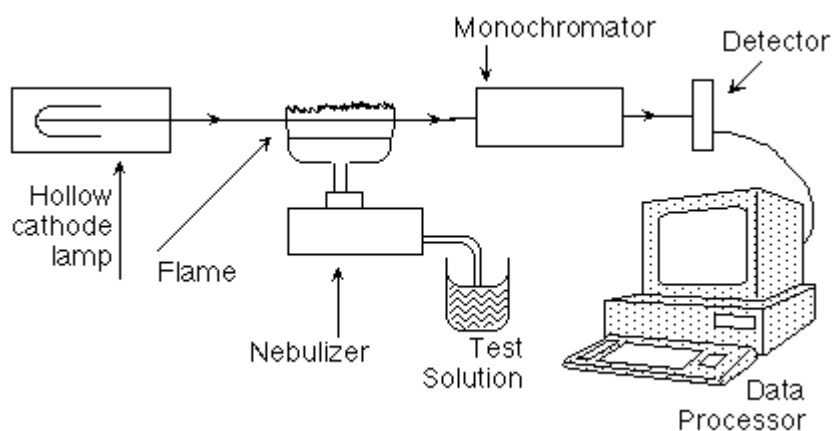 Monochromator
Detector
Hollow
cathode
lamp
Flame
Nebulizer
Test
Solution
Data
Processor